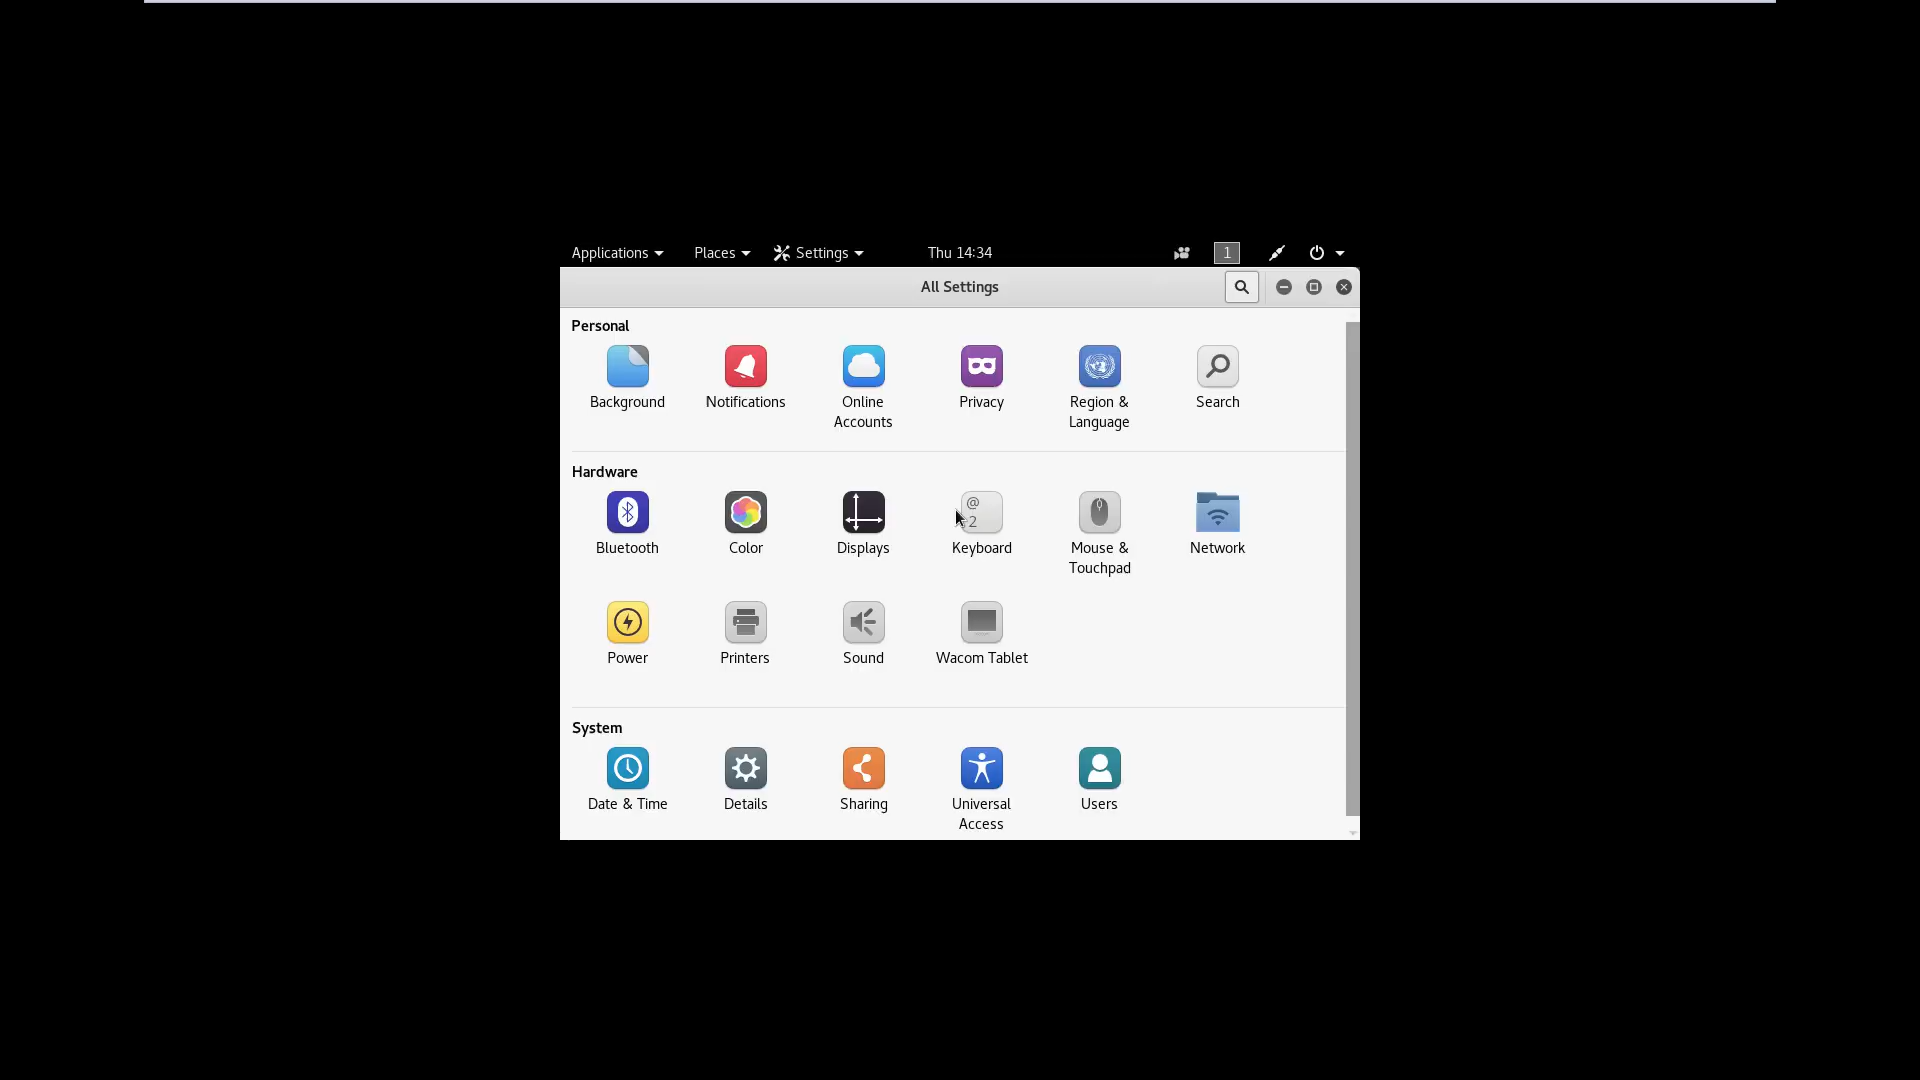 Applications Places Settings Thu 14:34 1
All Settings
Personal
Background Notifications Online Accounts Privacy Region & Language Search
Hardware
@
2
Bluetooth Color Displays Keyboard Mouse & Touchpad Network
Power Printers Sound Wacom Tablet
System
Date & Time Details Sharing Universal Access Users